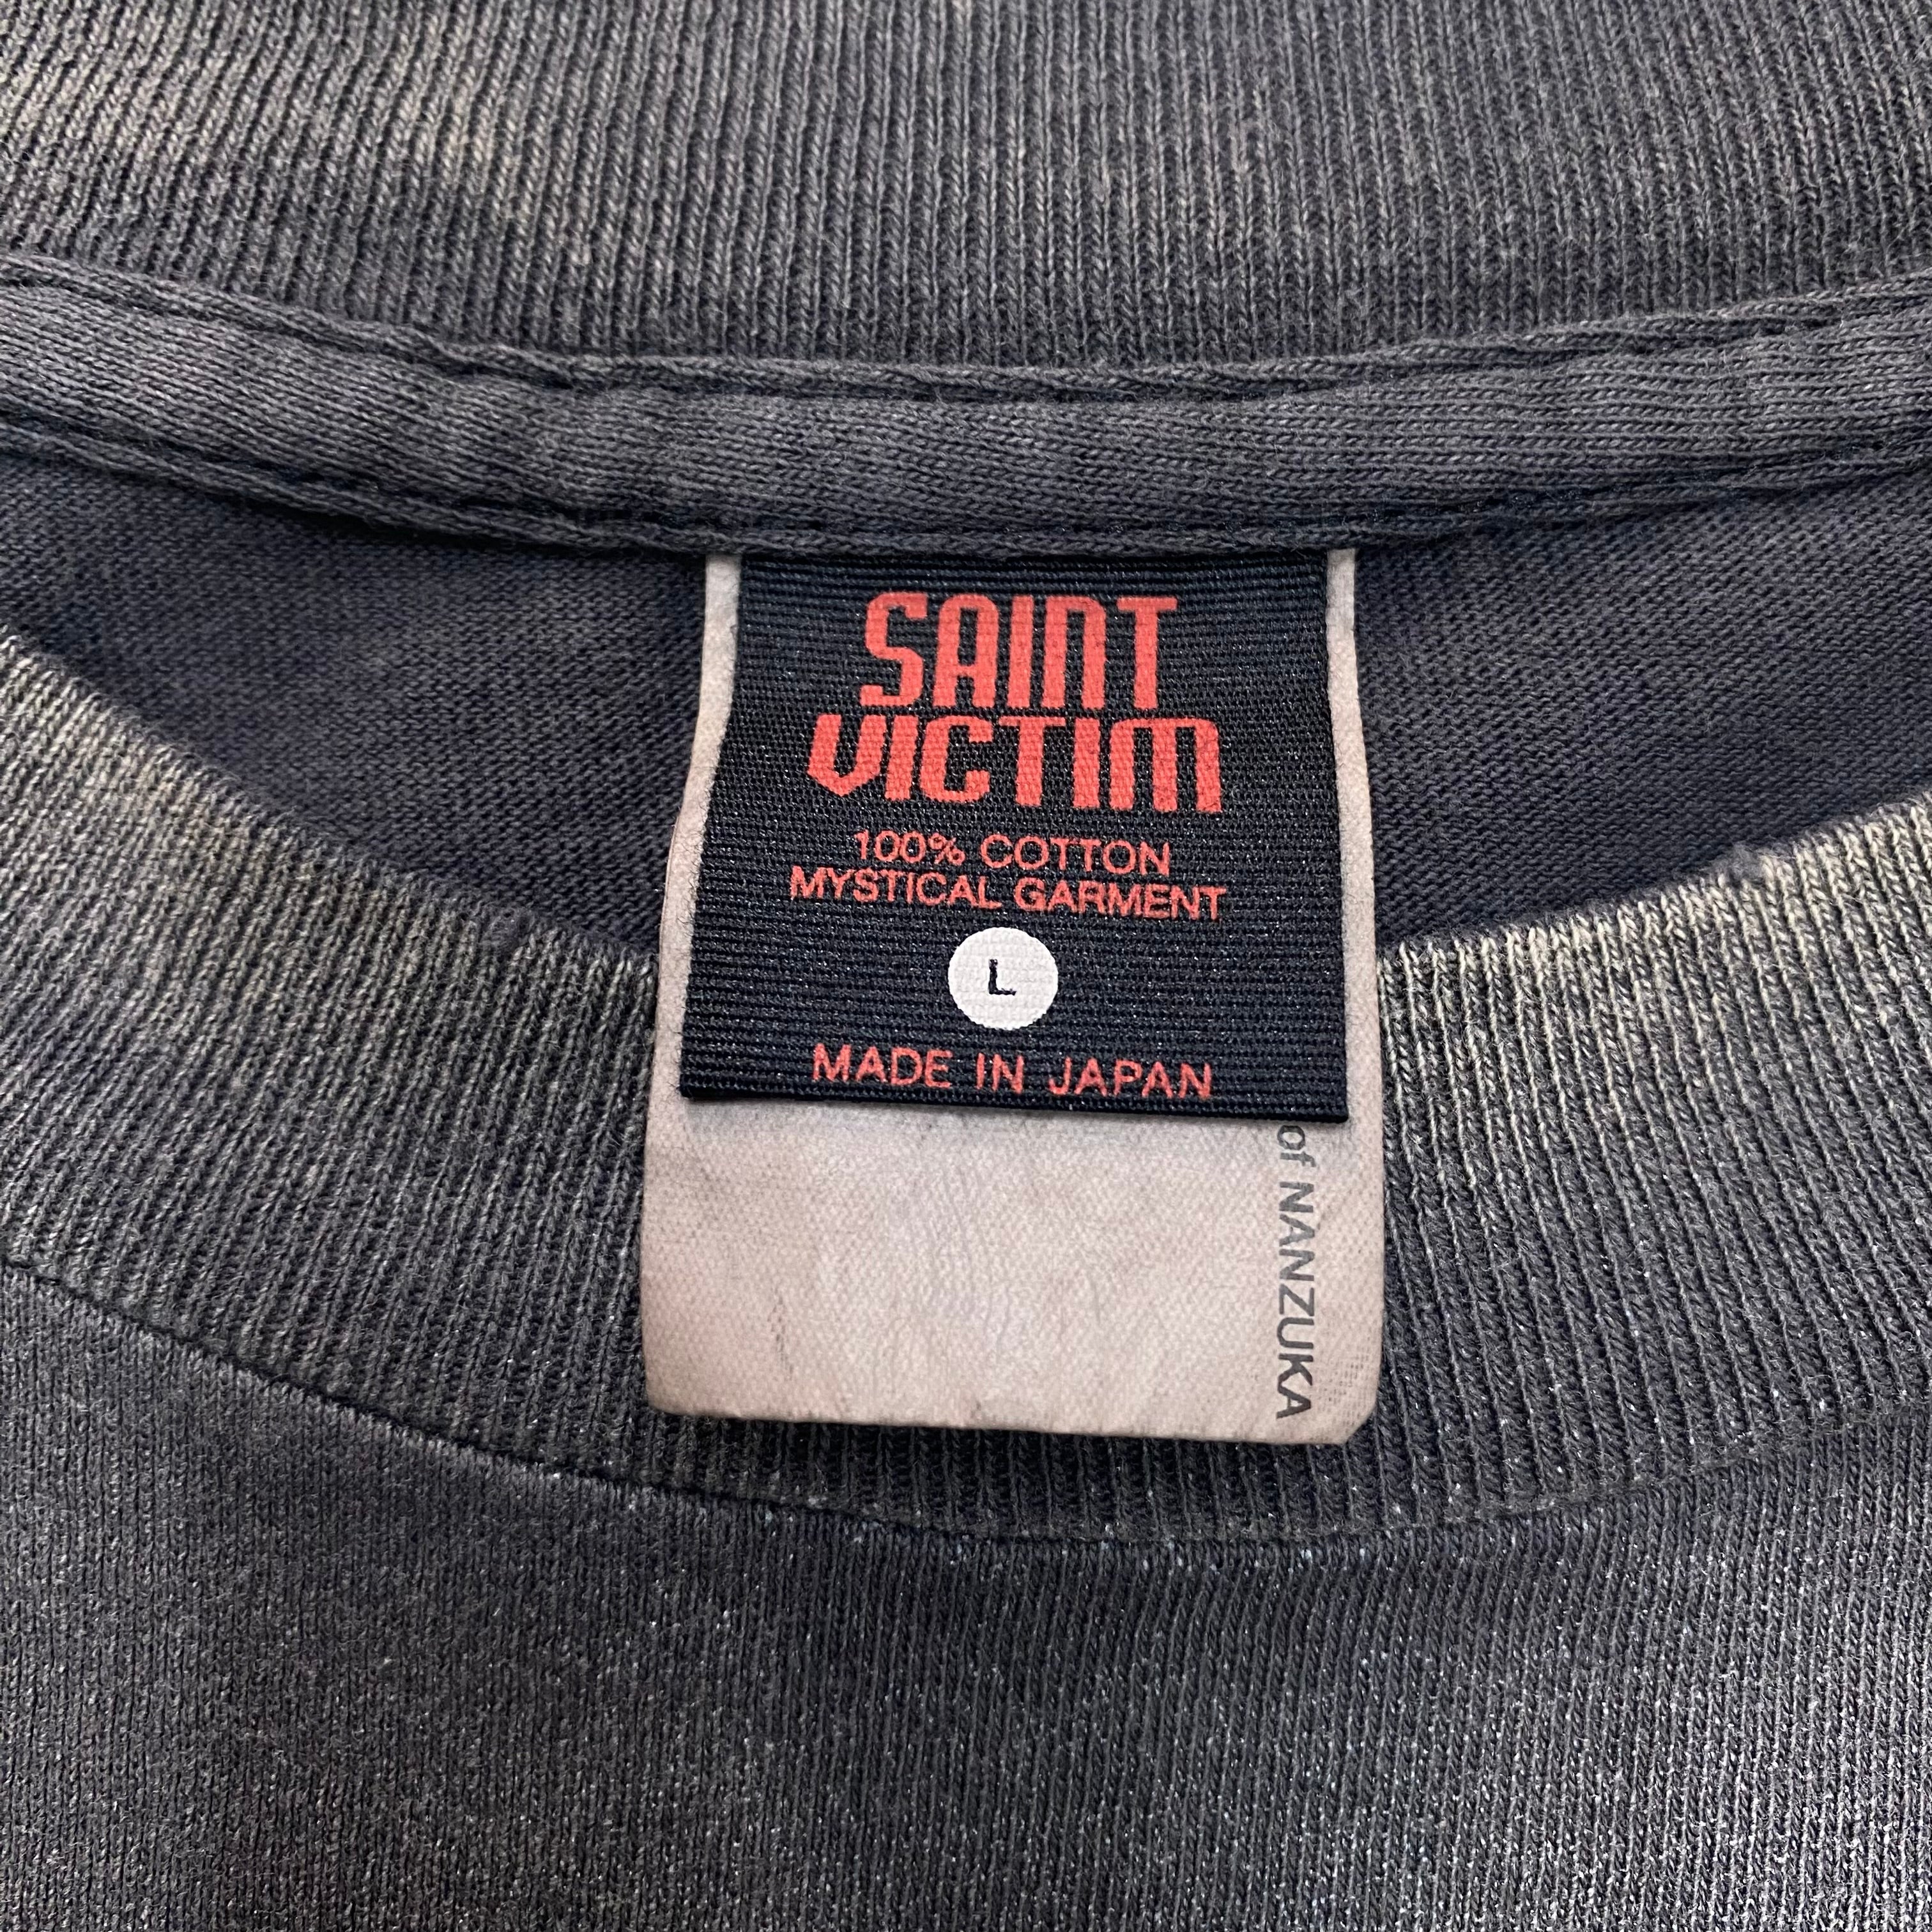 SAINT
VICTIM
100% COTTON
MYSTICAL GARMENT
L
MADE IN JAPAN
of NANZUKA